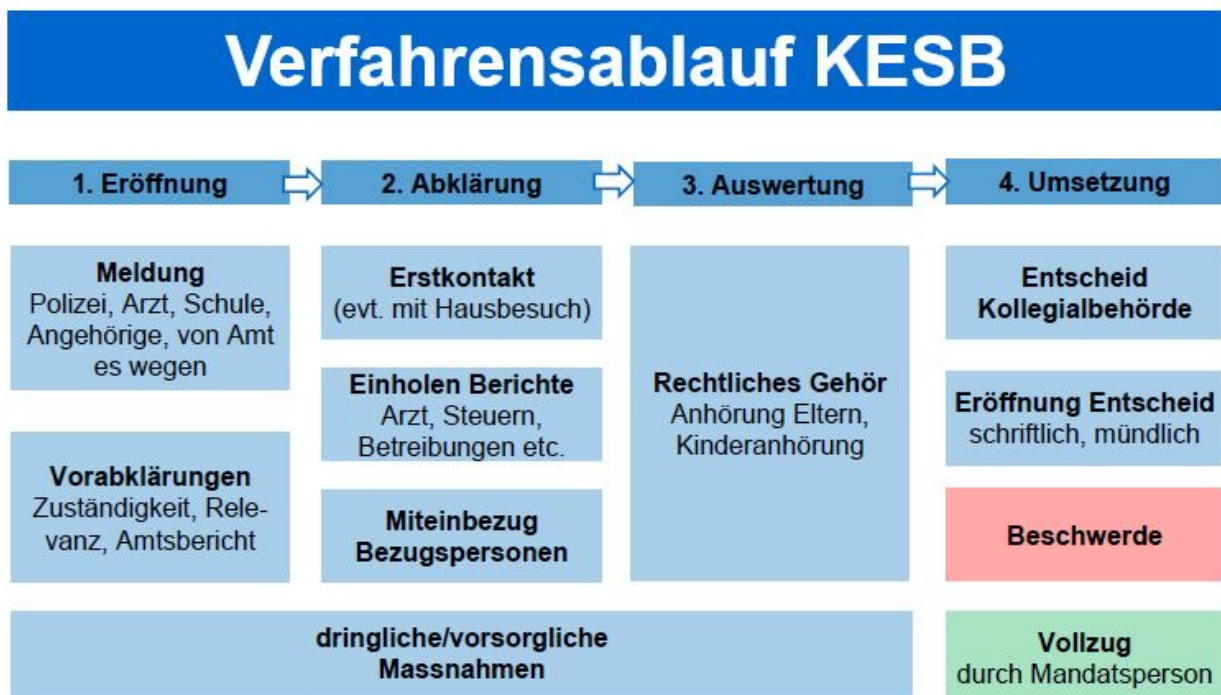 Verfahrensablauf KESB
1. Eröffnung
2. Abklärung
3. Auswertung
4. Umsetzung
Meldung
Polizei, Arzt, Schule,
Angehörige, von Amt
es wegen
Vorabklärungen
Zuständigkeit, Rele-
vanz, Amtsbericht
Erstkontakt
(evt. mit Hausbesuch)
Einholen Berichte
Arzt, Steuern,
Betreibungen etc.
Miteinbezug
Bezugspersonen
Rechtliches Gehör
Anhörung Eltern,
Kinderanhörung
Entscheid
Kollegialbehörde
Eröffnung Entscheid
schriftlich, mündlich
Beschwerde
dringliche/vorsorgliche
Massnahmen
Vollzug
durch Mandatsperson